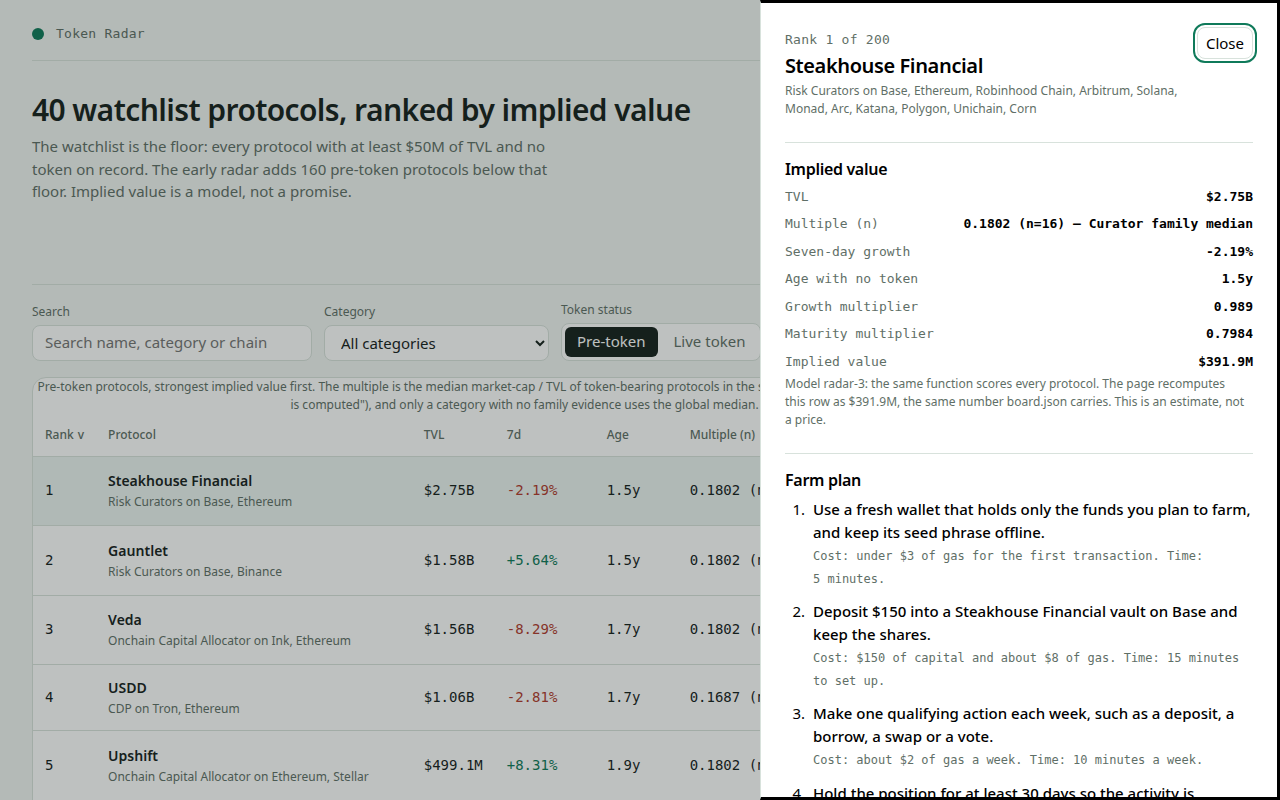 Token Radar
40 watchlist protocols, ranked by implied value
The watchlist is the floor: every protocol with at least $50M of TVL and no
token on record. The early radar adds 160 pre-token protocols below that
floor. Implied value is a model, not a promise.
Search
Category
Token status
Search name, category or chain
All categories
Pre-token
Live token
Pre-token protocols, strongest implied value first. The multiple is the median market-cap / TVL of token-bearing protocols in the s
is computed"), and only a category with no family evidence uses the global median.
Rank v
Protocol
TVL
7d
Age
Multiple (n)
1
Steakhouse Financial
Risk Curators on Base, Ethereum
$2.75B
-2.19%
1.5y
0.1802
2
Gauntlet
Risk Curators on Base, Binance
$1.58B
+5.64%
1.5y
0.1802
3
Veda
Onchain Capital Allocator on Ink, Ethereum
$1.56B
-8.29%
1.7y
0.1802
4
USDD
CDP on Tron, Ethereum
$1.06B
-2.81%
1.7y
0.1687
5
Upshift
Onchain Capital Allocator on Ethereum, Stellar
$499.1M
+8.31%
1.9y
0.1802
Rank 1 of 200
Close
Steakhouse Financial
Risk Curators on Base, Ethereum, Robinhood Chain, Arbitrum, Solana,
Monad, Arc, Katana, Polygon, Unichain, Corn
Implied value
TVL $2.75B
Multiple (n) 0.1802 (n=16) — Curator family median
Seven-day growth -2.19%
Age with no token 1.5y
Growth multiplier 0.989
Maturity multiplier 0.7984
Implied value $391.9M
Model radar-3: the same function scores every protocol. The page recomputes
this row as $391.9M, the same number board.json carries. This is an estimate, not
a price.
Farm plan
1. Use a fresh wallet that holds only the funds you plan to farm,
and keep its seed phrase offline.
Cost: under $3 of gas for the first transaction. Time:
5 minutes.
2. Deposit $150 into a Steakhouse Financial vault on Base and
keep the shares.
Cost: $150 of capital and about $8 of gas. Time: 15 minutes
to set up.
3. Make one qualifying action each week, such as a deposit, a
borrow, a swap or a vote.
Cost: about $2 of gas a week. Time: 10 minutes a week.
4. Hold the position for at least 30 days so the activity is